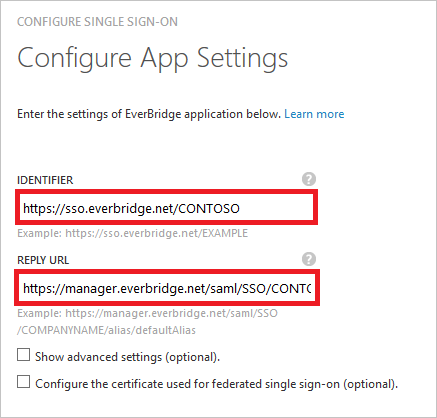 CONFIGURE SINGLE SIGN-ON
Configure App Settings
Enter the settings of EverBridge application below. Learn more
IDENTIFIER ?
https://sso.everbridge.net/CONTOSO
Example: https://sso.everbridge.net/EXAMPLE
REPLY URL ?
https://manager.everbridge.net/saml/SSO/CONTO
Example: https://manager.everbridge.net/saml/SSO
/COMPANYNAME/alias/defaultAlias
Show advanced settings (optional).
Configure the certificate used for federated single sign-on (optional).